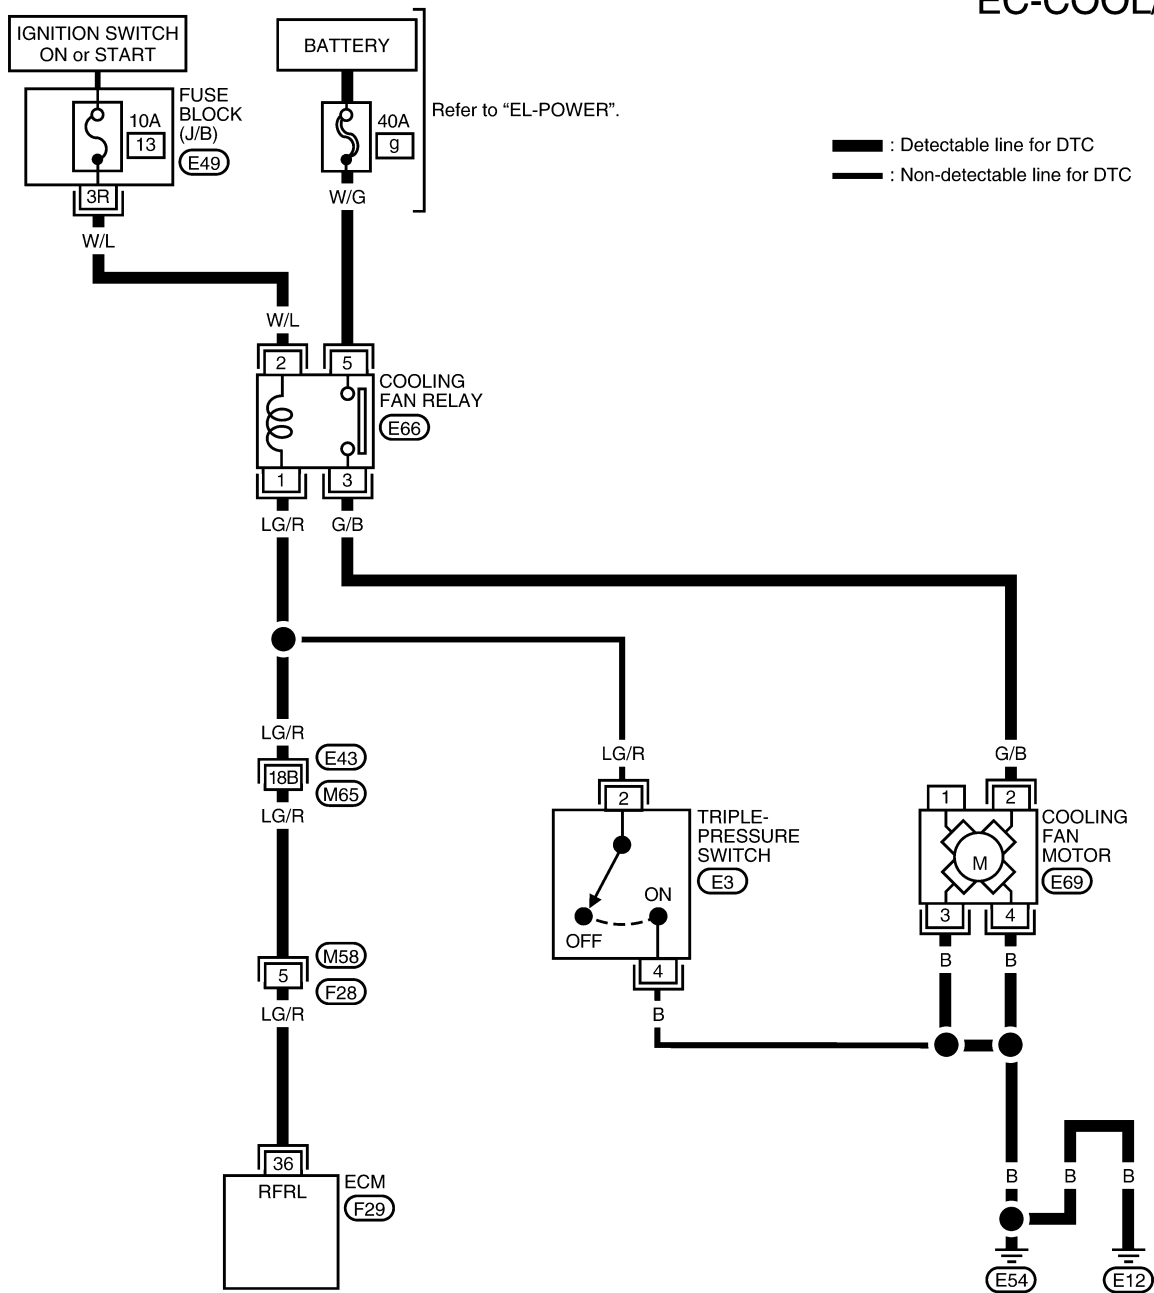 EC-COOL/
IGNITION SWITCH
ON or START
BATTERY
FUSE
BLOCK
(J/B)
E49
10A
13
40A
g
Refer to “EL-POWER”.
: Detectable line for DTC
: Non-detectable line for DTC
3R
W/G
W/L
W/L
2
5
COOLING
FAN RELAY
E66
1
3
LG/R
G/B
LG/R
E43
18B
M65
LG/R
LG/R
2
TRIPLE-
PRESSURE
SWITCH
E3
ON
OFF
4
B
G/B
1
2
COOLING
FAN
MOTOR
E69
M
3
4
B
B
M58
5
F28
LG/R
36
RFRL
ECM
F29
B
B
B
E54
E12